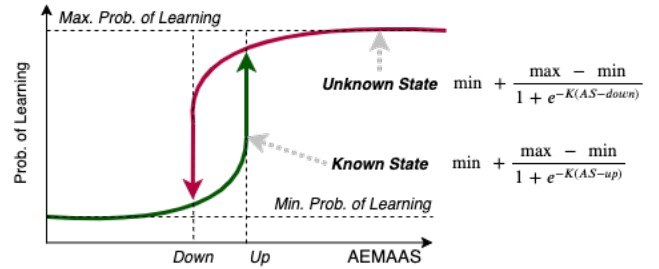 Max. Prob. of Learning
Prob. of Learning
Unknown State min + max − min / 1 + e^{−K(AS−down)}
Known State min + max − min / 1 + e^{−K(AS−up)}
Min. Prob. of Learning
Down Up AEMAAS